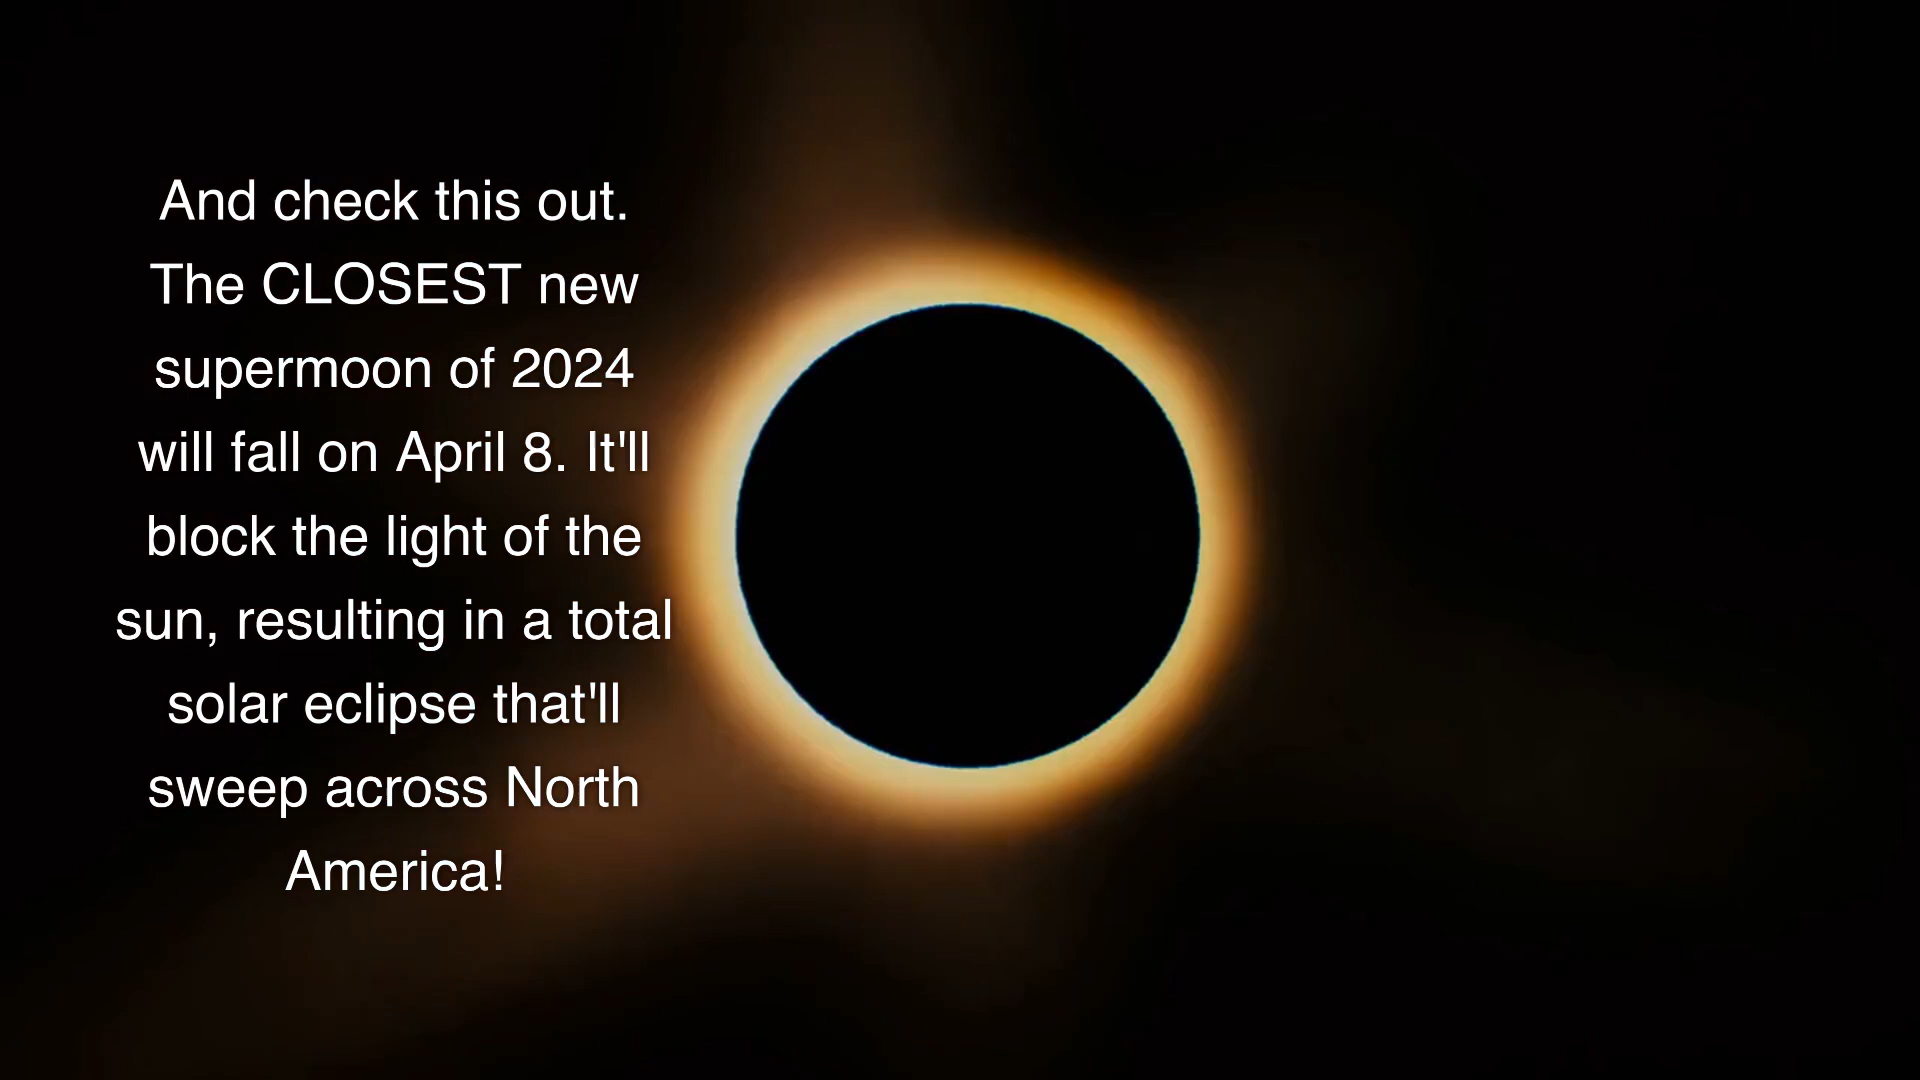 And check this out.
The CLOSEST new
supermoon of 2024
will fall on April 8. It'll
block the light of the
sun, resulting in a total
solar eclipse that'll
sweep across North
America!